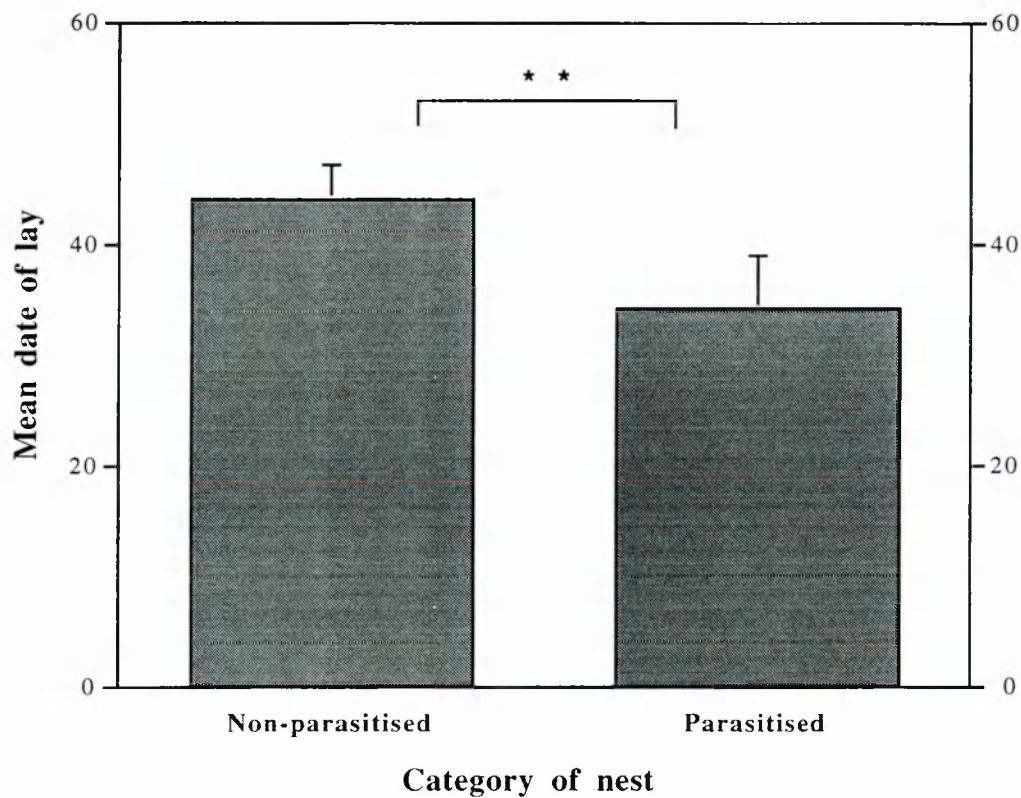 60
60
* *
40
40
Mean date of lay
20
20
0
0
Non-parasitised
Parasitised
Category of nest